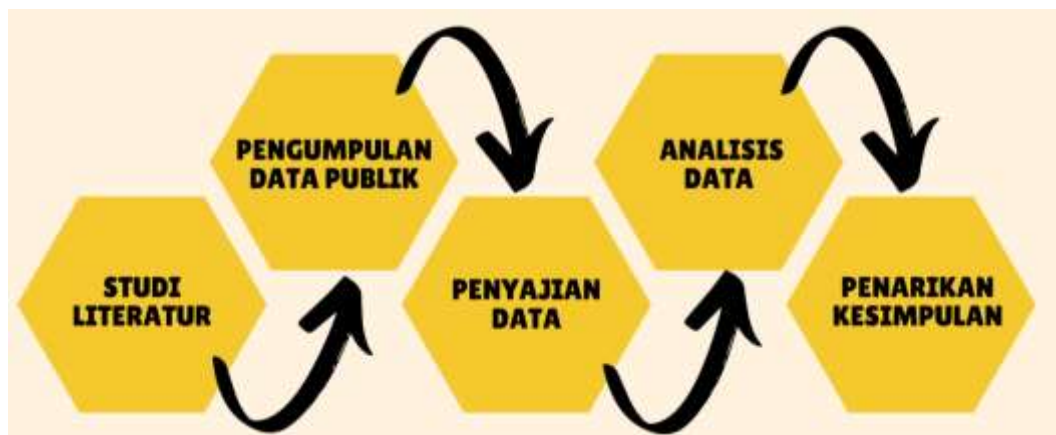 STUDI
LITERATUR
PENGUMPULAN
DATA PUBLIK
PENYAJIAN
DATA
ANALISIS
DATA
PENARIKAN
KESIMPULAN